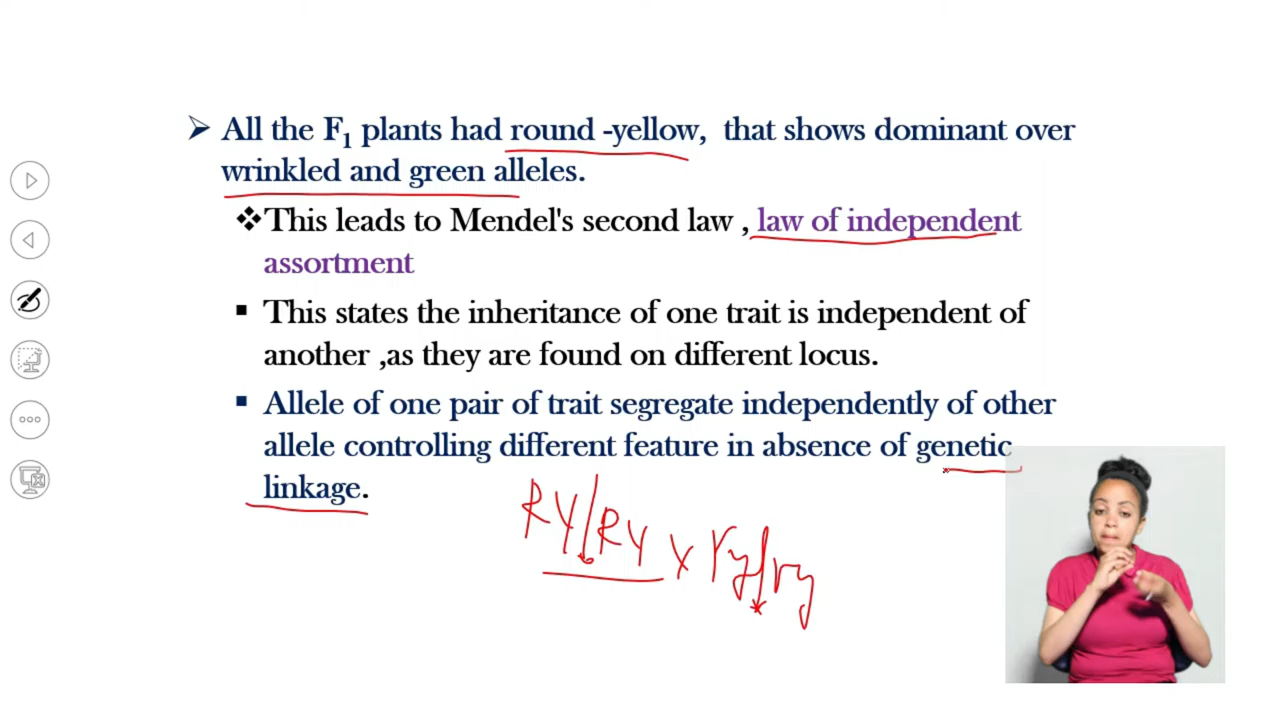 ➢ All the F₁ plants had round -yellow, that shows dominant over
wrinkled and green alleles.
❖This leads to Mendel's second law , law of independent
assortment
▪ This states the inheritance of one trait is independent of
another ,as they are found on different locus.
▪ Allele of one pair of trait segregate independently of other
allele controlling different feature in absence of genetic
linkage.
RY/RY x ry/ry